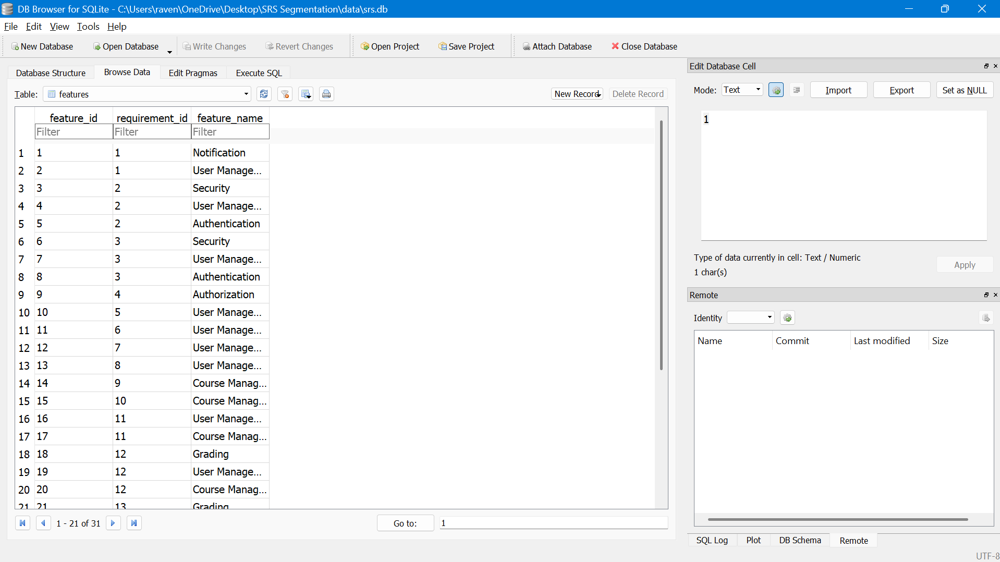 DB Browser for SQLite - C:\Users\raven\OneDrive\Desktop\SRS Segmentation\data\srs.db
File Edit View Tools Help
New Database Open Database Write Changes Revert Changes Open Project Save Project Attach Database Close Database
Database Structure Browse Data Edit Pragmas Execute SQL
Table: features New Record Delete Record
feature_id requirement_id feature_name
Filter Filter Filter
1 1 1 Notification
2 2 1 User Manage...
3 3 2 Security
4 4 2 User Manage...
5 5 2 Authentication
6 6 3 Security
7 7 3 User Manage...
8 8 3 Authentication
9 9 4 Authorization
10 10 5 User Manage...
11 11 6 User Manage...
12 12 7 User Manage...
13 13 8 User Manage...
14 14 9 Course Manag...
15 15 10 Course Manag...
16 16 11 User Manage...
17 17 11 Course Manag...
18 18 12 Grading
19 19 12 User Manage...
20 20 12 Course Manag...
21 21 13 Grading
1 - 21 of 31 Go to: 1
Edit Database Cell
Mode: Text Import Export Set as NULL
1
Type of data currently in cell: Text / Numeric
1 char(s)
Apply
Remote
Identity
Name Commit Last modified Size
SQL Log Plot DB Schema Remote
UTF-8